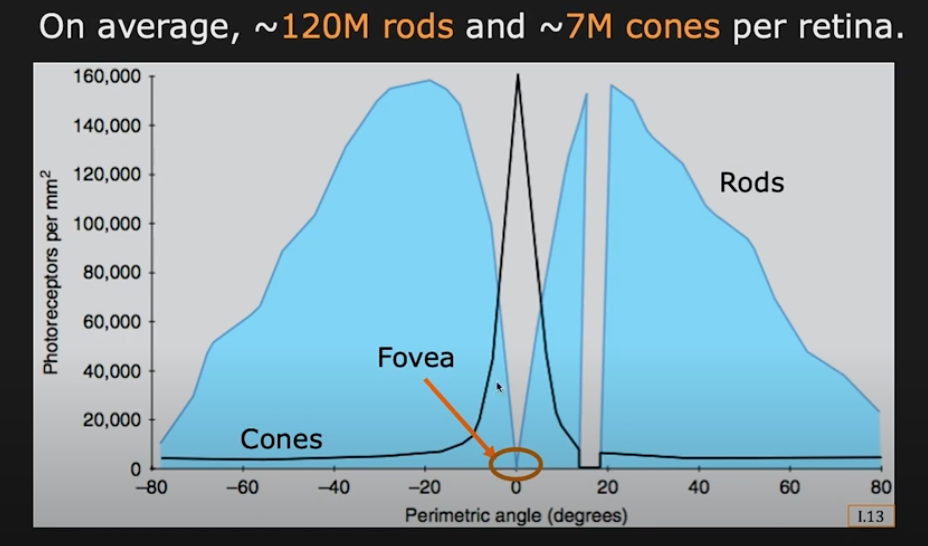 On average, ~120M rods and ~7M cones per retina.
160,000
140,000
120,000
100,000
80,000
60,000
40,000
20,000
0
Photoreceptors per mm²
Rods
Fovea
Cones
–80 –60 –40 –20 0 20 40 60 80
Perimetric angle (degrees)
I.13